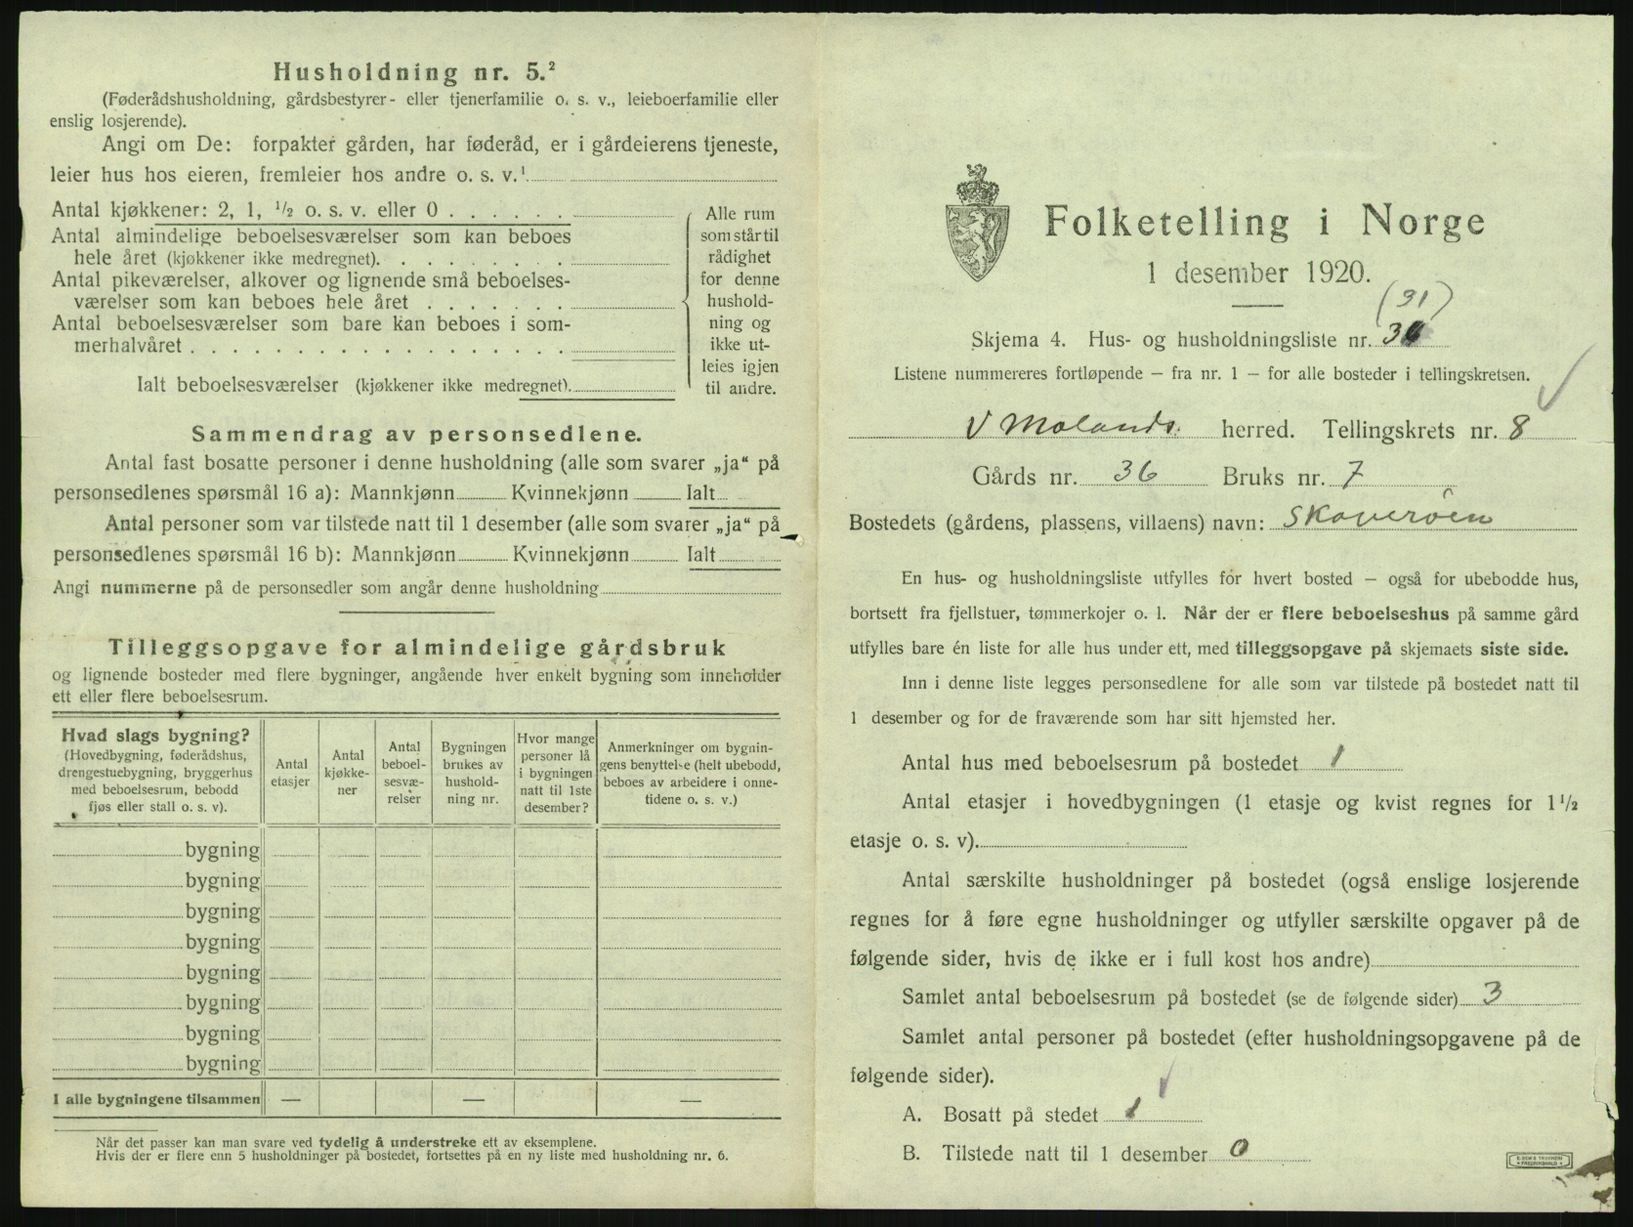 Husholdning nr. 5.²
(Føderådshusholdning, gårdsbestyrer- eller tjenerfamilie o. s. v., leieboerfamilie eller
enslig losjerende).
Angi om De: forpakter gården, har føderåd, er i gårdeierens tjeneste,
leier hus hos eieren, fremleier hos andre o. s. v.¹
Antal kjøkkener: 2, 1, ½ o. s. v. eller 0 . . . . . .
Antal almindelige beboelsesværelser som kan beboes
hele året (kjøkkener ikke medregnet). . . . . . . . .
Antal pikeværelser, alkover og lignende små beboelses-
værelser som kan beboes hele året . . . . . . .
Antal beboelsesværelser som bare kan beboes i som-
merhalvåret . . . . . . . . . . . . . . . . .
Ialt beboelsesværelser (kjøkkener ikke medregnet).
Alle rum
som står til
rådighet
for denne
hushold-
ning og
ikke ut-
leies igjen
til andre.
Sammendrag av personsedlene.
Antal fast bosatte personer i denne husholdning (alle som svarer „ja“ på
personsedlenes spørsmål 16 a): Mannkjønn Kvinnekjønn Ialt
Antal personer som var tilstede natt til 1 desember (alle som svarer „ja“ på
personsedlenes spørsmål 16 b): Mannkjønn Kvinnekjønn Ialt
Angi nummerne på de personsedler som angår denne husholdning
Tilleggsopgave for almindelige gårdsbruk
og lignende bosteder med flere bygninger, angående hver enkelt bygning som inneholder
ett eller flere beboelsesrum.
Hvad slags bygning?
(Hovedbygning, føderådshus,
drengestuebygning, bryggerhus
med beboelsesrum, bebodd
fjøs eller stall o. s. v).
Antal
etasjer
Antal
kjøkke-
ner
Antal
beboel-
sesvæ-
relser
Bygningen
brukes av
hushold-
ning nr.
Hvor mange
personer lå
i bygningen
natt til 1ste
desember?
Anmerkninger om bygnin-
gens benyttelse (helt ubebodd,
beboes av arbeidere i onne-
tidene o. s. v.)
bygning
bygning
bygning
bygning
bygning
bygning
bygning
bygning
I alle bygningene tilsammen — — —
Når det passer kan man svare ved tydelig å understreke ett av eksemplene.
Hvis der er flere enn 5 husholdninger på bostedet, fortsettes på en ny liste med husholdning nr. 6.
Folketelling i Norge
1 desember 1920.
(31)
Skjema 4. Hus- og husholdningsliste nr.
Listene nummereres fortløpende — fra nr. 1 — for alle bosteder i tellingskretsen.
V Molands herred. Tellingskrets nr. 8
Gårds nr. 36 Bruks nr. 7
Bostedets (gårdens, plassens, villaens) navn: Skaverøen
En hus- og husholdningsliste utfylles for hvert bosted — også for ubebodde hus,
bortsett fra fjellstuer, tømmerkojer o. l. Når der er flere beboelseshus på samme gård
utfylles bare én liste for alle hus under ett, med tilleggsopgave på skjemaets siste side.
Inn i denne liste legges personsedlene for alle som var tilstede på bostedet natt til
1 desember og for de fraværende som har sitt hjemsted her.
Antal hus med beboelsesrum på bostedet 1
Antal etasjer i hovedbygningen (1 etasje og kvist regnes for 1½
etasje o. s. v).
Antal særskilte husholdninger på bostedet (også enslige losjerende
regnes for å føre egne husholdninger og utfyller særskilte opgaver på de
følgende sider, hvis de ikke er i full kost hos andre)
Samlet antal beboelsesrum på bostedet (se de følgende sider) 3
Samlet antal personer på bostedet (efter husholdningsopgavene på de
følgende sider).
A. Bosatt på stedet 1
B. Tilstede natt til 1 desember 0